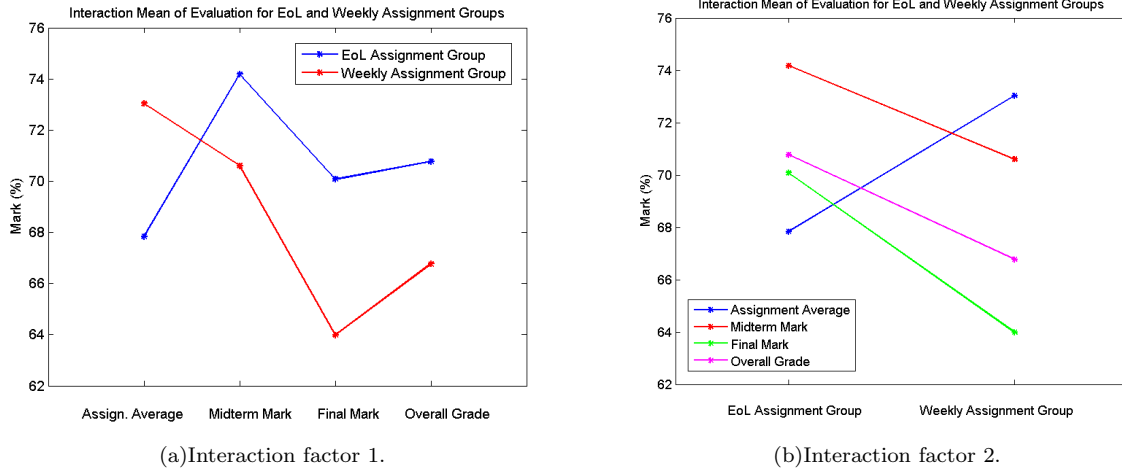 Interaction Mean of Evaluation for EoL and Weekly Assignment Groups
76
74
72
70
68
66
64
62
Mark (%)
EoL Assignment Group
Weekly Assignment Group
Assign. Average Midterm Mark Final Mark Overall Grade
(a)Interaction factor 1.
Interaction Mean of Evaluation for EoL and Weekly Assignment Groups
76
74
72
70
68
66
64
62
Mark (%)
Assignment Average
Midterm Mark
Final Mark
Overall Grade
EoL Assignment Group Weekly Assignment Group
(b)Interaction factor 2.